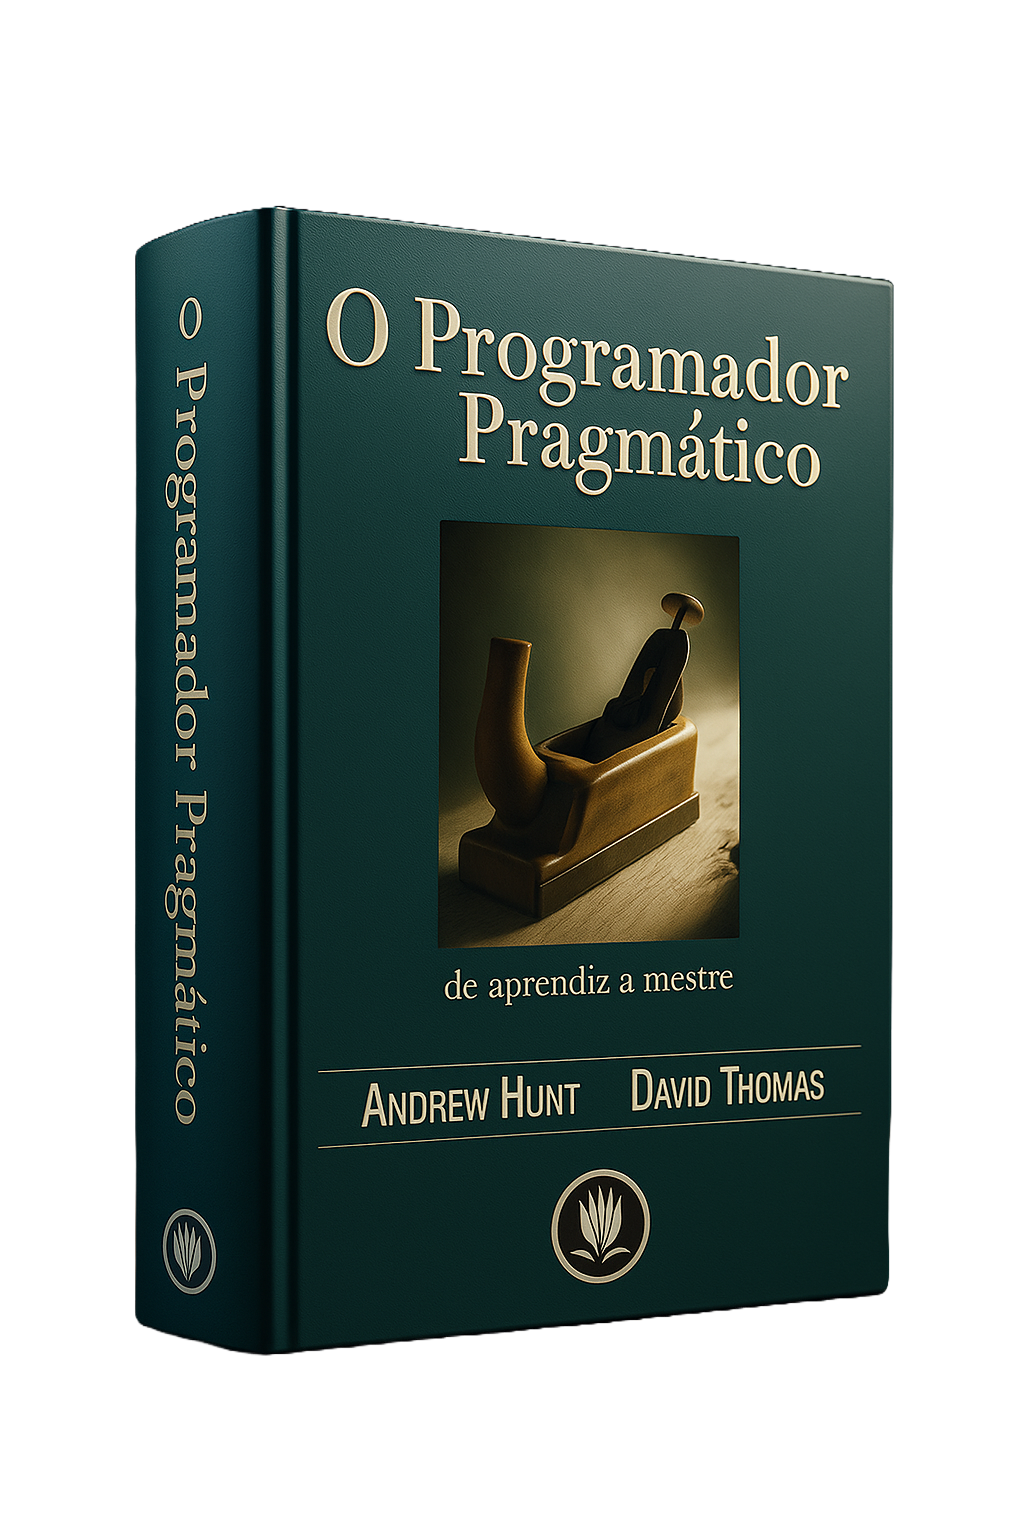 O Programador Pragmático
O Programador
Pragmático
de aprendiz a mestre
ANDREW HUNT DAVID THOMAS